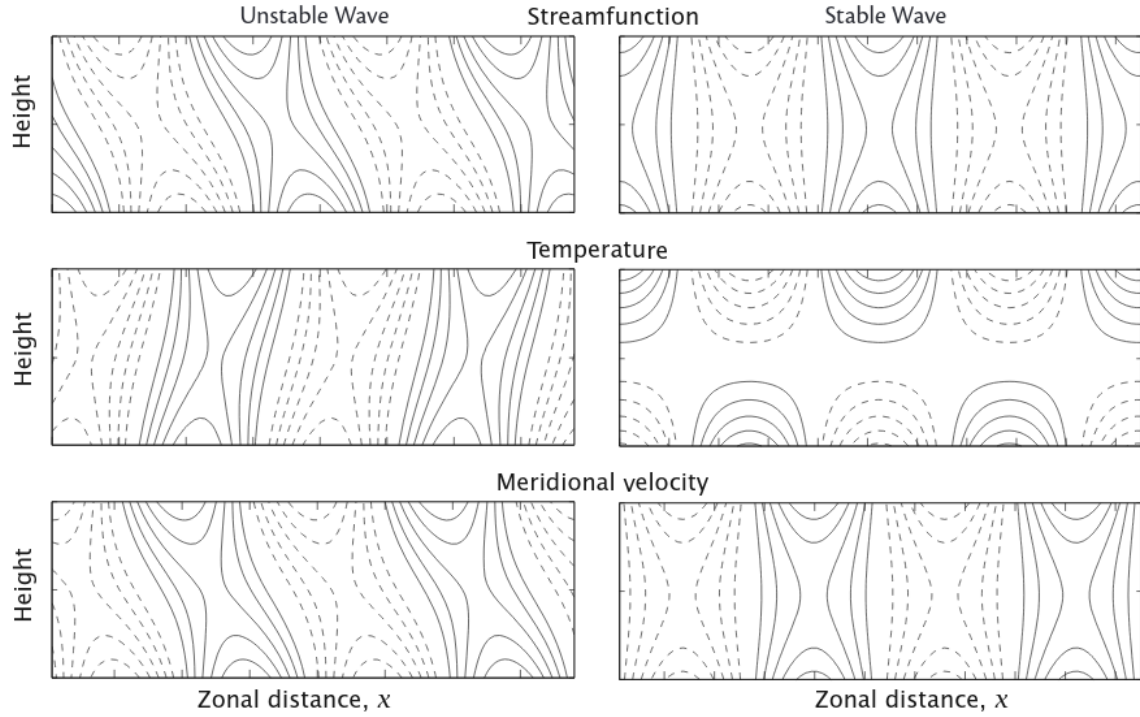 Unstable Wave Streamfunction Stable Wave
Height
Temperature
Height
Meridional velocity
Height
Zonal distance, x Zonal distance, x